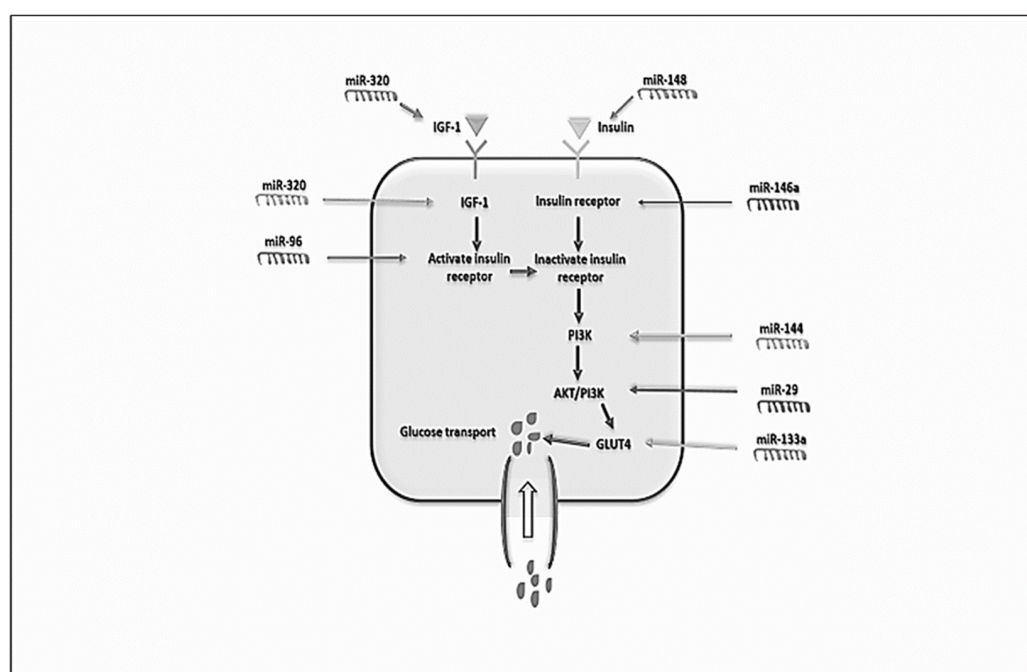 miR-320
miR-148
IGF-1
Insulin
miR-320
IGF-1
Insulin receptor
miR-146a
miR-96
Activate insulin
receptor
Inactivate insulin
receptor
PI3K
miR-144
AKT/PI3K
miR-29
Glucose transport
GLUT4
miR-133a